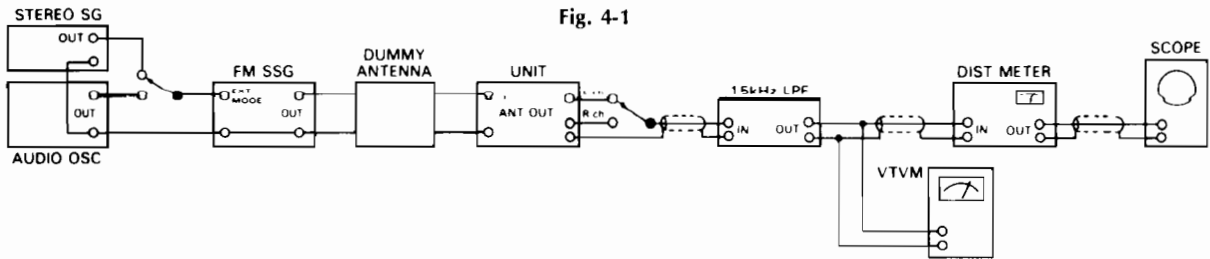 Fig. 4-1
STEREO SG
OUT
AUDIO OSC
OUT
FM SSG
EXT
MODE
OUT
DUMMY
ANTENNA
UNIT
ANT OUT
R ch
15kHz LPF
IN
OUT
VTVM
DIST METER
IN
OUT
SCOPE